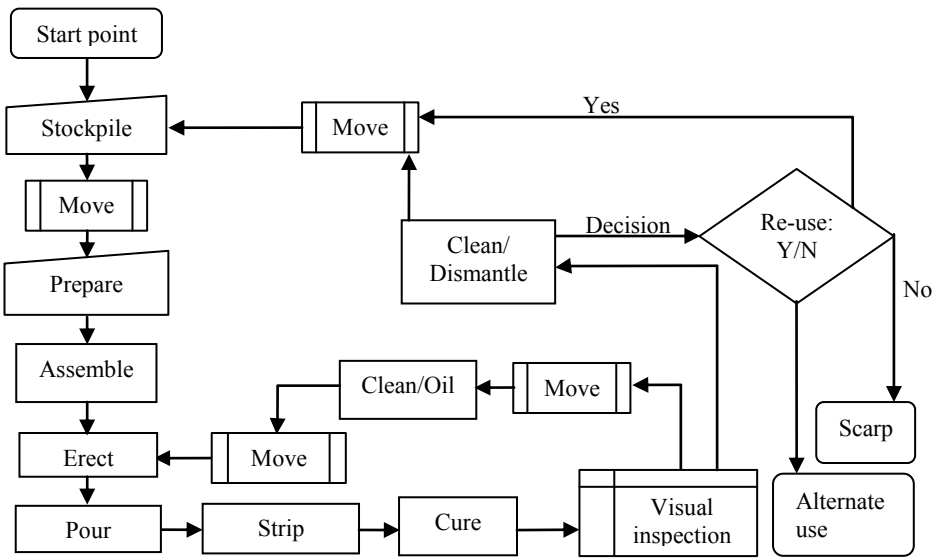 Start point
Stockpile
Move
Yes
Move
Clean/
Dismantle
Decision
Re-use:
Y/N
No
Prepare
Assemble
Clean/Oil
Move
Scarp
Erect
Move
Pour
Strip
Cure
Visual
inspection
Alternate
use